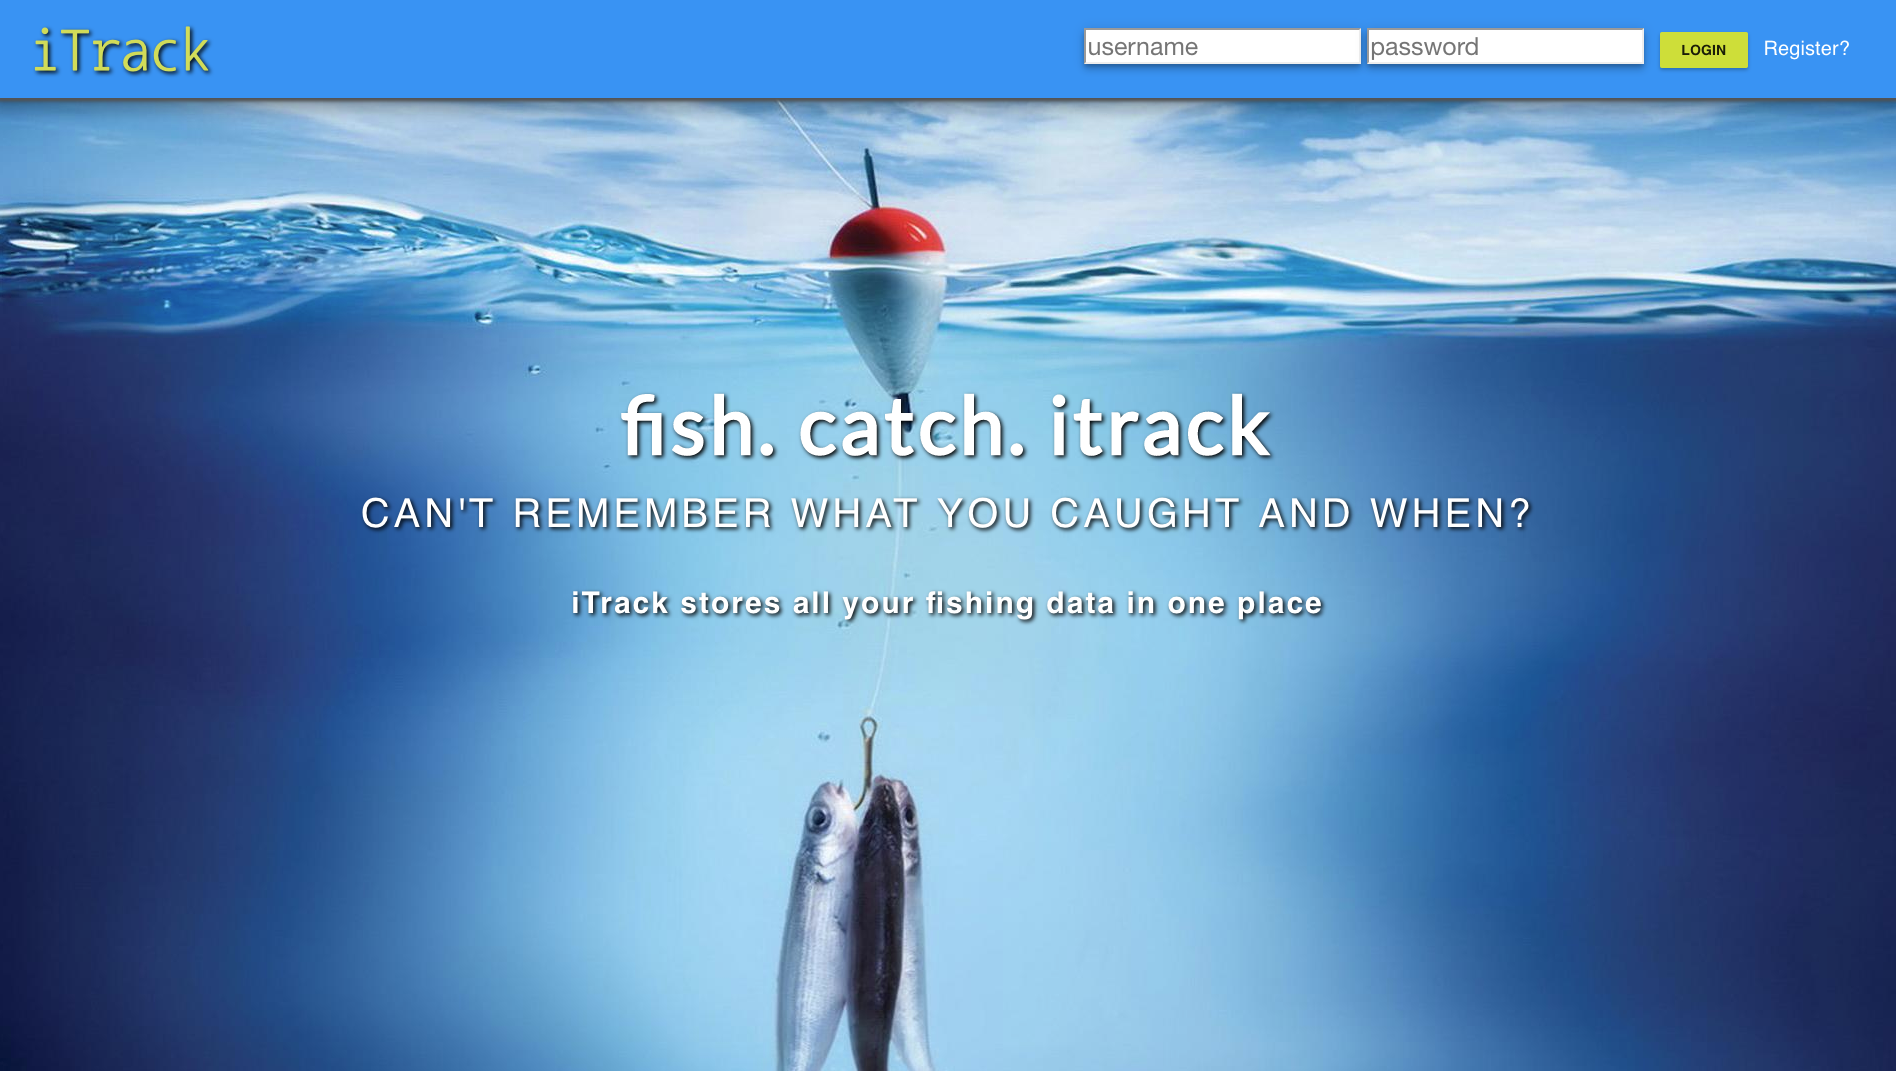 iTrack
username password LOGIN Register?
fish. catch. itrack
CAN'T REMEMBER WHAT YOU CAUGHT AND WHEN?
iTrack stores all your fishing data in one place